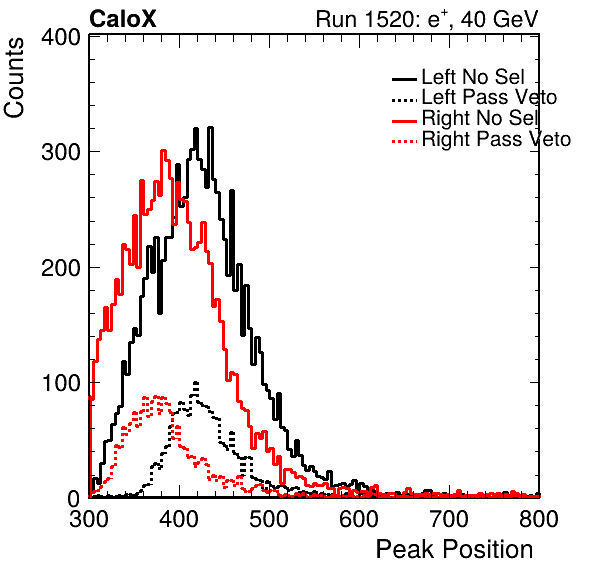 CaloX Run 1520: e+, 40 GeV
Counts
400
300
200
100
0
Left No Sel
Left Pass Veto
Right No Sel
Right Pass Veto
300 400 500 600 700 800
Peak Position